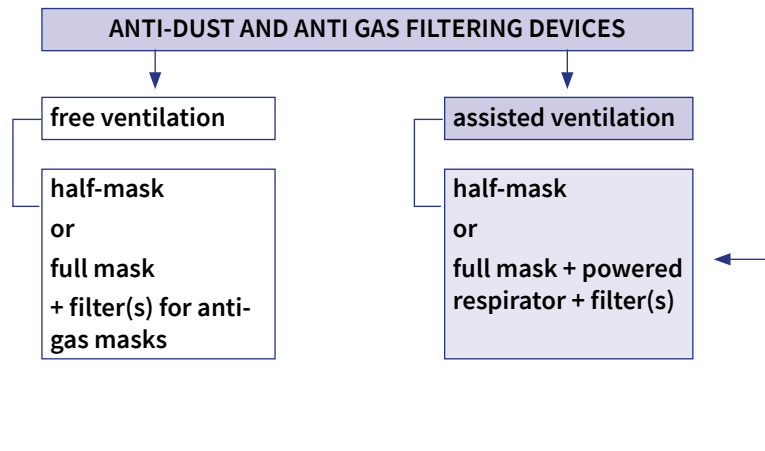 ANTI-DUST AND ANTI GAS FILTERING DEVICES
free ventilation
half-mask
or
full mask
+ filter(s) for anti-
gas masks
assisted ventilation
half-mask
or
full mask + powered
respirator + filter(s)